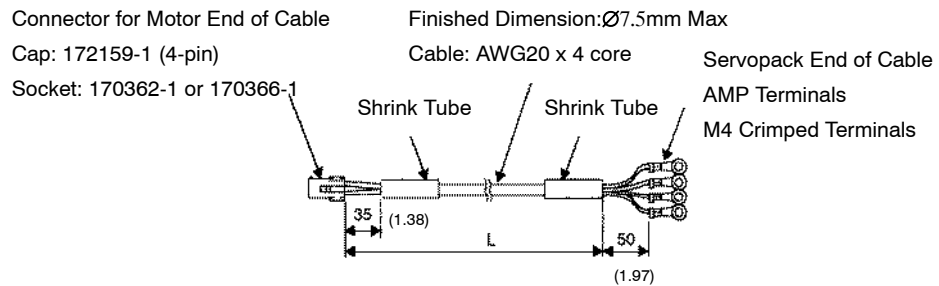 Connector for Motor End of Cable
Cap: 172159-1 (4-pin)
Socket: 170362-1 or 170366-1
Finished Dimension:Ø7.5mm Max
Cable: AWG20 x 4 core
Servopack End of Cable
AMP Terminals
M4 Crimped Terminals
Shrink Tube
Shrink Tube
35
(1.38)
L
50
(1.97)